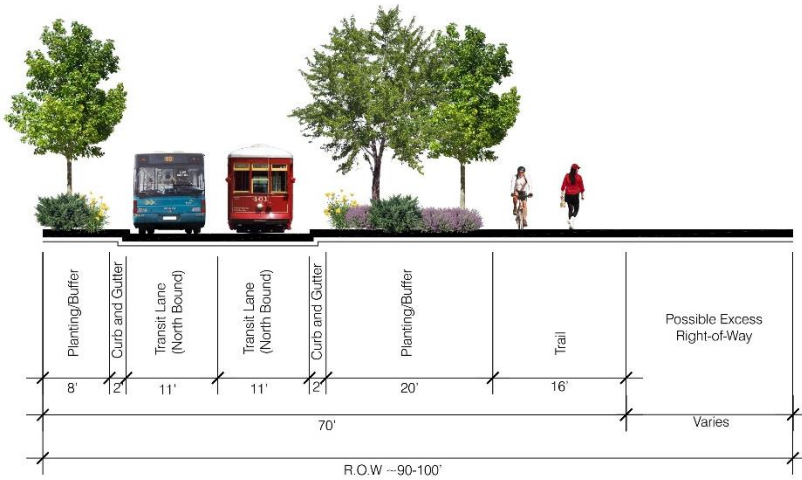 461
Planting/Buffer
Curb and Gutter
Transit Lane
(North Bound)
Transit Lane
(North Bound)
Curb and Gutter
Planting/Buffer
Trail
Possible Excess
Right-of-Way
8'
2'
11'
11'
2'
20'
16'
70'
Varies
R.O.W ~90-100'